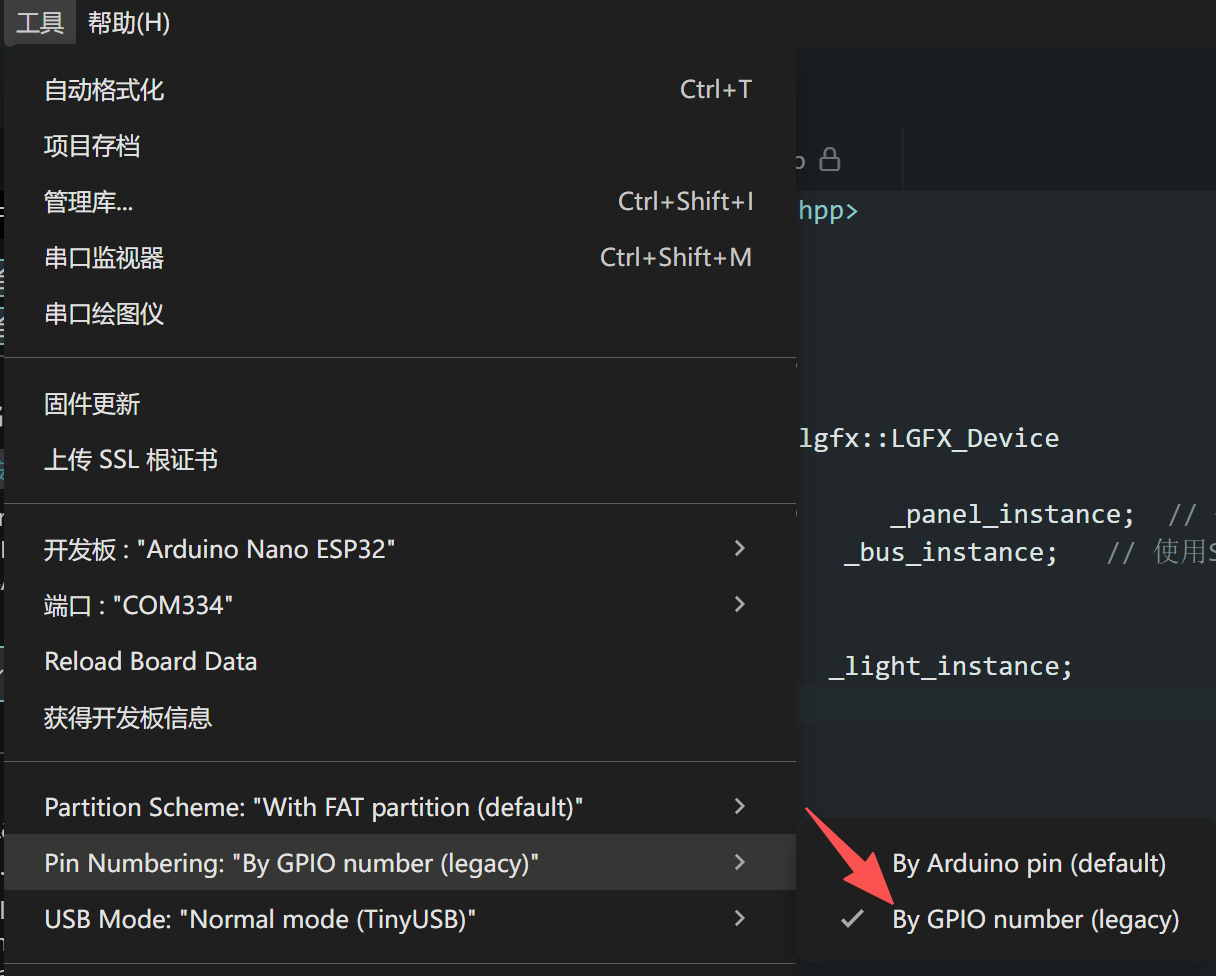 工具 帮助(H)
自动格式化 Ctrl+T
项目存档
管理库... Ctrl+Shift+I
hpp>
串口监视器 Ctrl+Shift+M
串口绘图仪
固件更新
lgfx::LGFX_Device
上传 SSL 根证书
_panel_instance; //
开发板 : "Arduino Nano ESP32"
_bus_instance; // 使用S
端口 : "COM334"
Reload Board Data
_light_instance;
获得开发板信息
Partition Scheme: "With FAT partition (default)"
Pin Numbering: "By GPIO number (legacy)"
By Arduino pin (default)
USB Mode: "Normal mode (TinyUSB)"
By GPIO number (legacy)